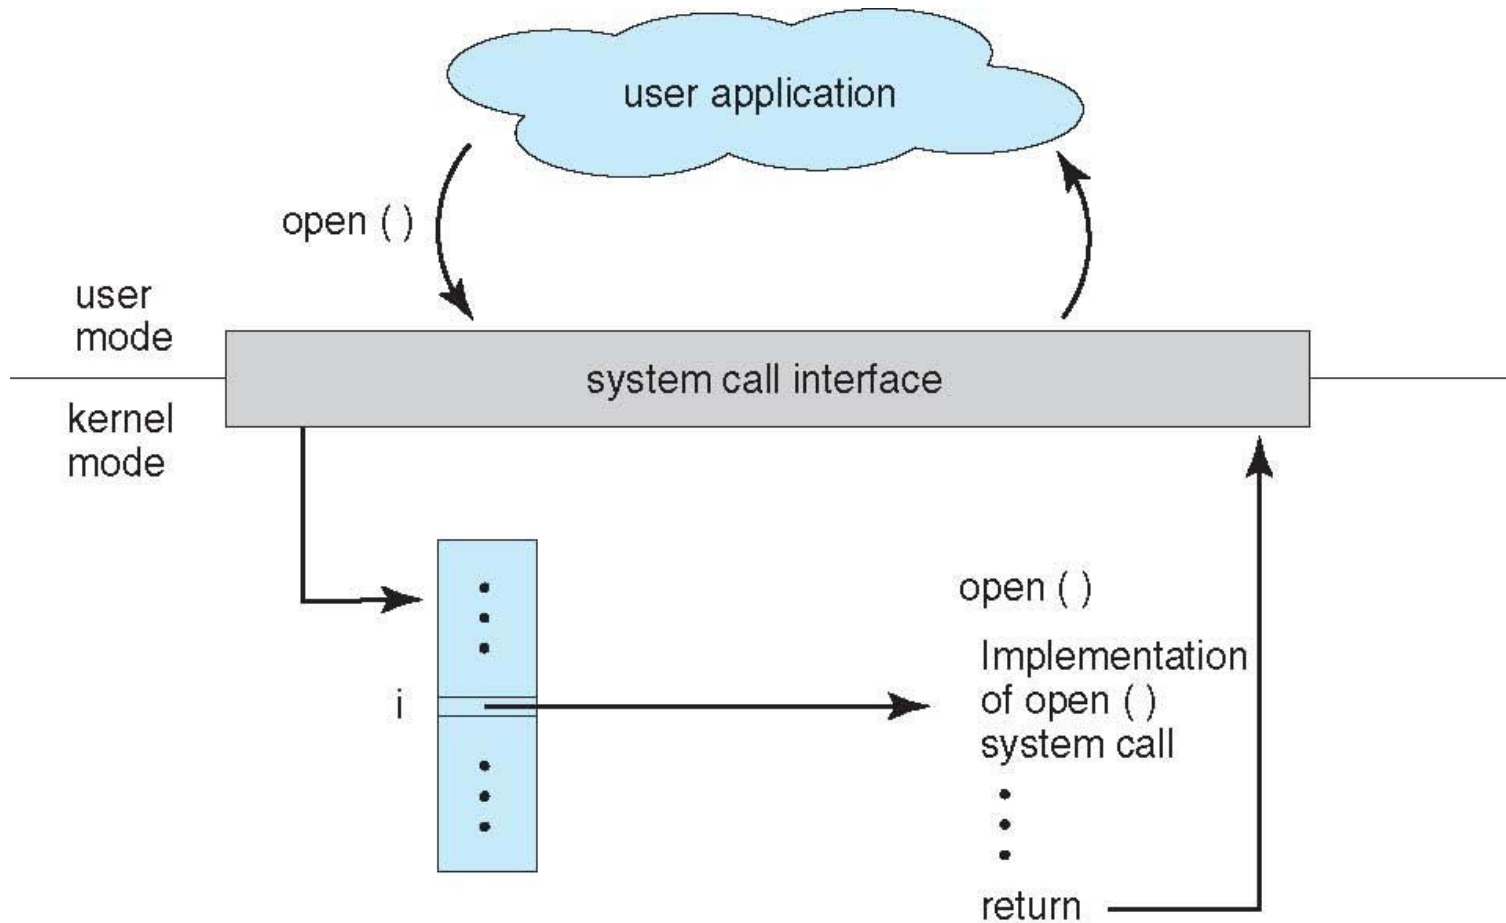 user application
open ( )
user
mode
system call interface
kernel
mode
open ( )
Implementation
of open ( )
system call
i
return